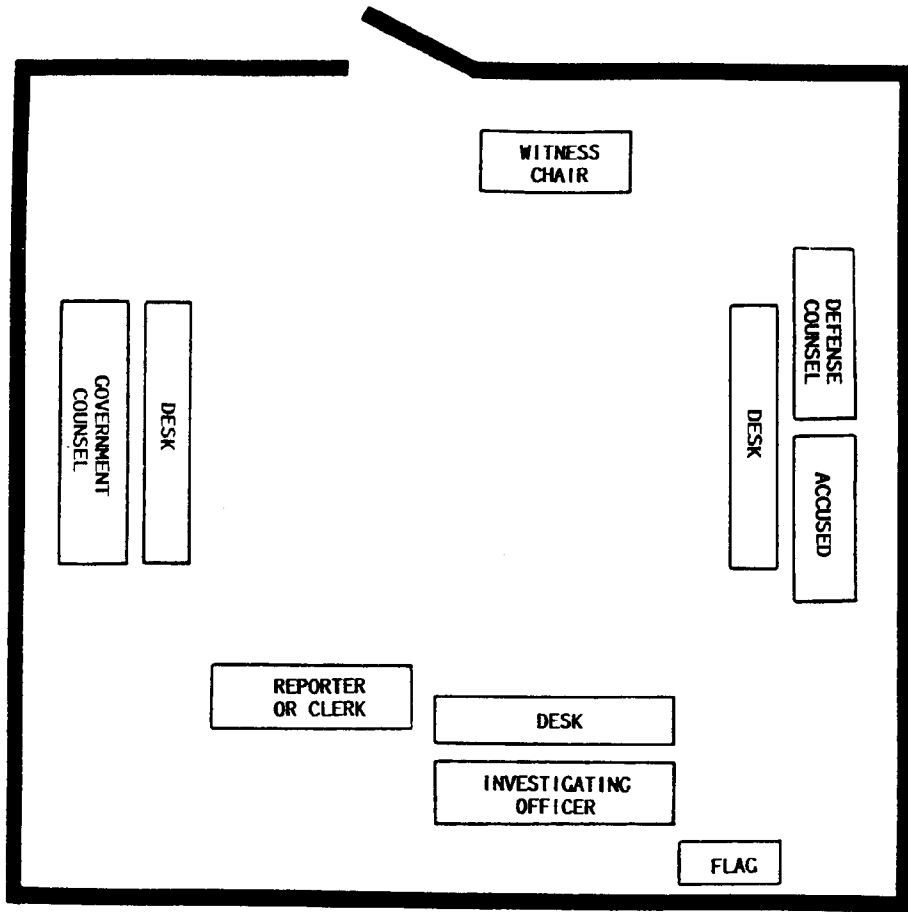 WITNESS
CHAIR
DEFENSE
COUNSEL
GOVERNMENT
COUNSEL
DESK
DESK
ACCUSED
REPORTER
OR CLERK
DESK
INVESTIGATING
OFFICER
FLAG